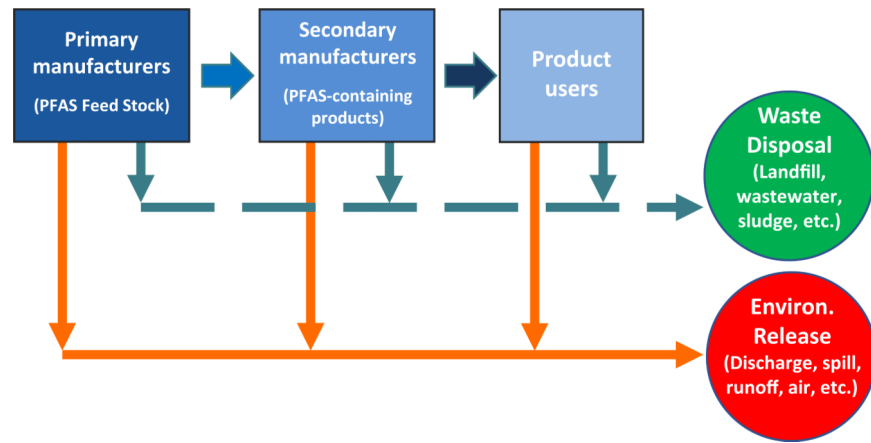 Primary
manufacturers
(PFAS Feed Stock)
Secondary
manufacturers
(PFAS-containing
products)
Product
users
Waste
Disposal
(Landfill,
wastewater,
sludge, etc.)
Environ.
Release
(Discharge, spill,
runoff, air, etc.)